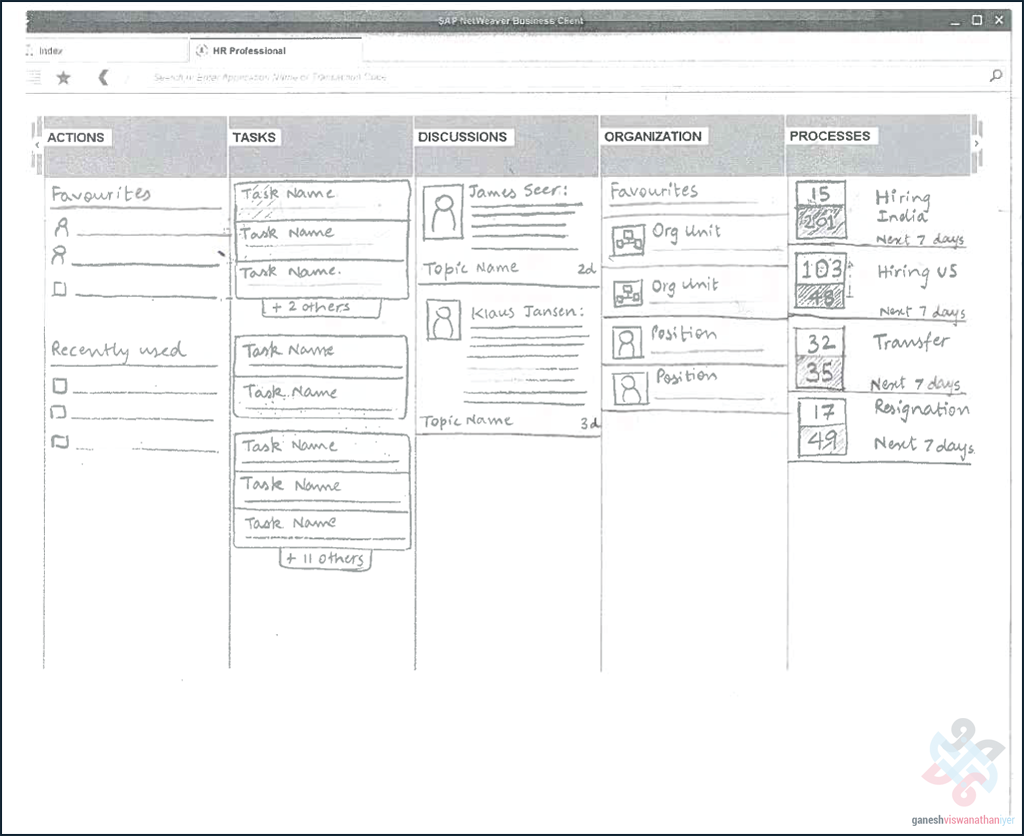 SAP NetWeaver Business Client
Index
HR Professional
Search or Enter Application Name or Transaction Code
ACTIONS
Favourites
Recently used
TASKS
Task Name
Task Name
Task Name.
+ 2 others
Task Name
Task Name
Task Name
Task Name
Task Name
+ 11 others
DISCUSSIONS
James Seer:
Topic Name 2d
Klaus Jansen:
Topic Name 3d
ORGANIZATION
Favourites
Org Unit
Org Unit
Position
Position
PROCESSES
15
201
Hiring
India
Next 7 days
103
48
Hiring US
Next 7 days
32
35
Transfer
Next 7 days
17
49
Resignation
Next 7 days
ganeshviswanathaniyer